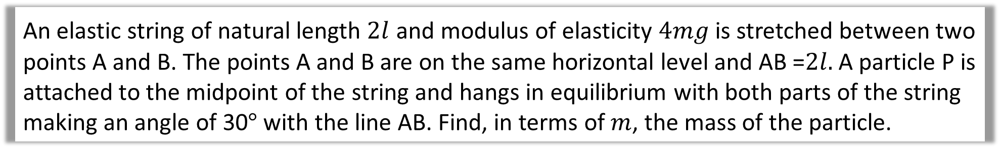 An elastic string of natural length 2l and modulus of elasticity 4mg is stretched between two
points A and B. The points A and B are on the same horizontal level and AB =2l. A particle P is
attached to the midpoint of the string and hangs in equilibrium with both parts of the string
making an angle of 30° with the line AB. Find, in terms of m, the mass of the particle.